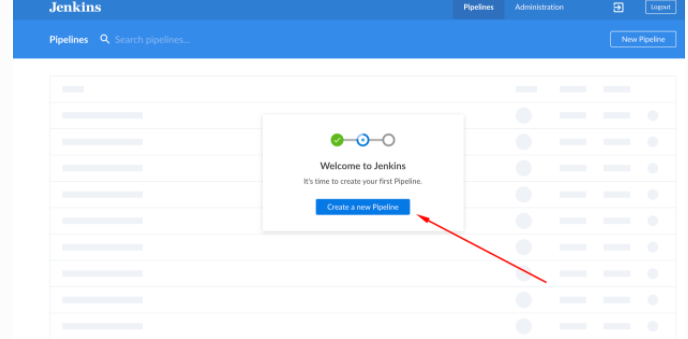 Jenkins
Pipelines Administration Logout
Pipelines Search pipelines... New Pipeline
Welcome to Jenkins
It's time to create your first Pipeline.
Create a new Pipeline